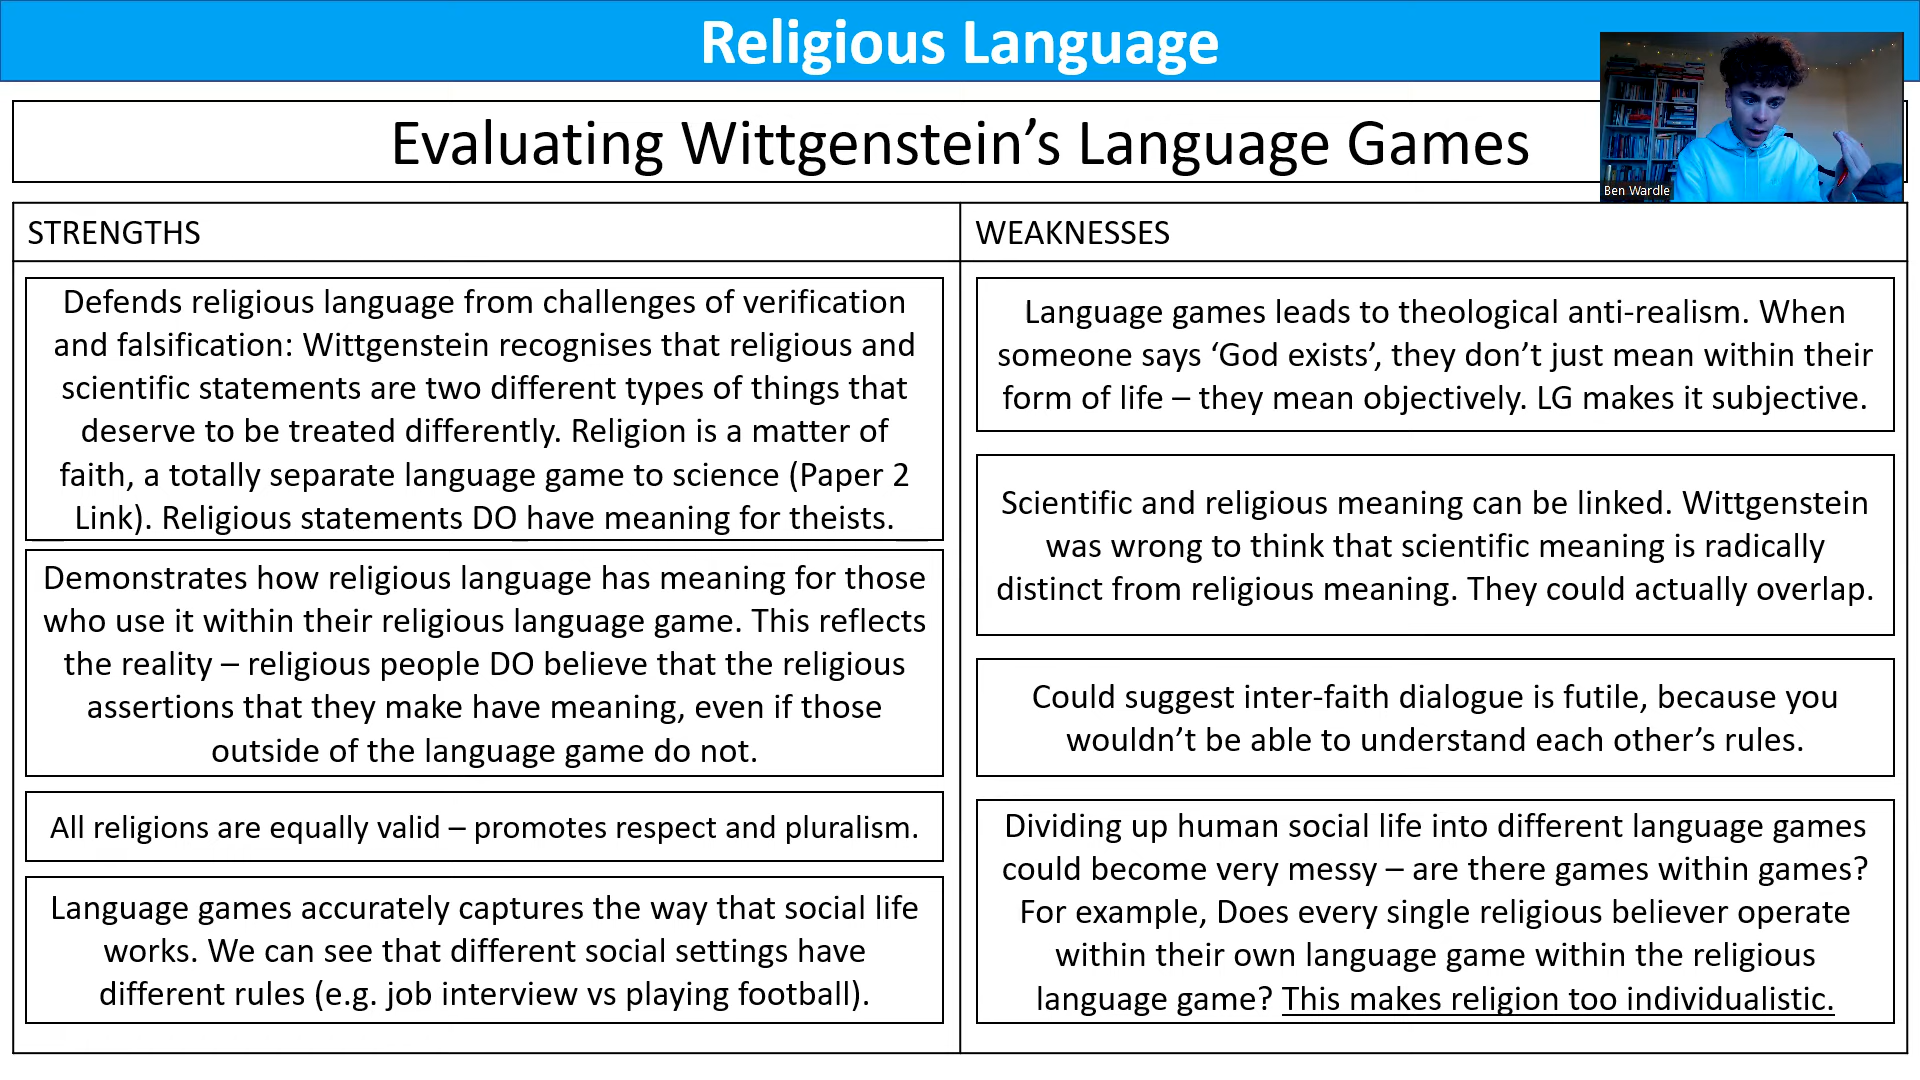 Religious Language
Evaluating Wittgenstein’s Language Games
Ben Wardle
STRENGTHS
Defends religious language from challenges of verification
and falsification: Wittgenstein recognises that religious and
scientific statements are two different types of things that
deserve to be treated differently. Religion is a matter of
faith, a totally separate language game to science (Paper 2
Link). Religious statements DO have meaning for theists.
Demonstrates how religious language has meaning for those
who use it within their religious language game. This reflects
the reality – religious people DO believe that the religious
assertions that they make have meaning, even if those
outside of the language game do not.
All religions are equally valid – promotes respect and pluralism.
Language games accurately captures the way that social life
works. We can see that different social settings have
different rules (e.g. job interview vs playing football).
WEAKNESSES
Language games leads to theological anti-realism. When
someone says ‘God exists’, they don’t just mean within their
form of life – they mean objectively. LG makes it subjective.
Scientific and religious meaning can be linked. Wittgenstein
was wrong to think that scientific meaning is radically
distinct from religious meaning. They could actually overlap.
Could suggest inter-faith dialogue is futile, because you
wouldn’t be able to understand each other’s rules.
Dividing up human social life into different language games
could become very messy – are there games within games?
For example, Does every single religious believer operate
within their own language game within the religious
language game? This makes religion too individualistic.